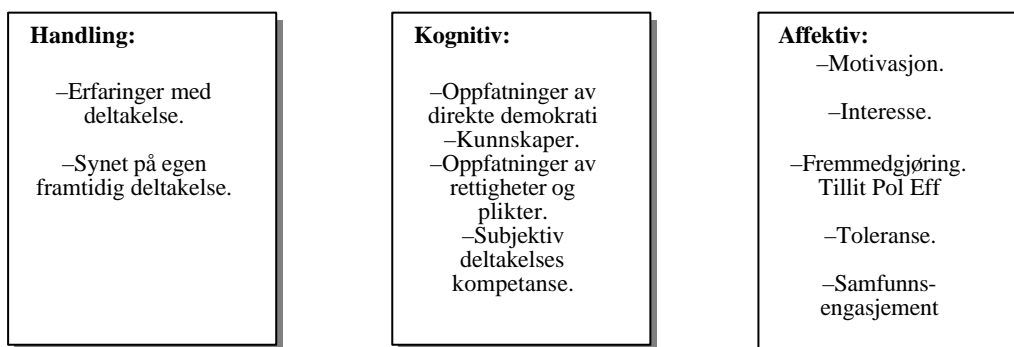 Handling:
–Erfaringer med
deltakelse.
–Synet på egen
framtidig deltakelse.
Kognitiv:
–Oppfatninger av
direkte demokrati
–Kunnskaper.
–Oppfatninger av
rettigheter og
plikter.
–Subjektiv
deltakelses
kompetanse.
Affektiv:
–Motivasjon.
–Interesse.
–Fremmedgjøring.
Tillit Pol Eff
–Toleranse.
–Samfunns-
engasjement